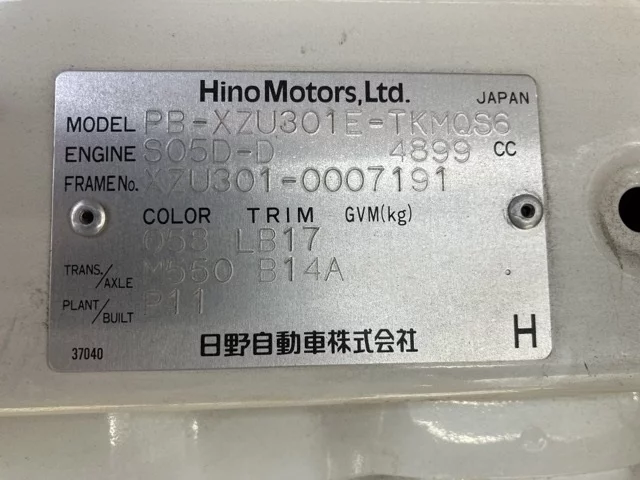 Hino Motors, Ltd. JAPAN
MODEL PB-XZU301E-TKMQS6
ENGINE S05D-D 4899 CC
FRAME No. XZU301-0007191
COLOR TRIM GVM(kg)
058 LB17
TRANS./AXLE M550 B14A
PLANT/BUILT P11
37040 日野自動車株式会社 H